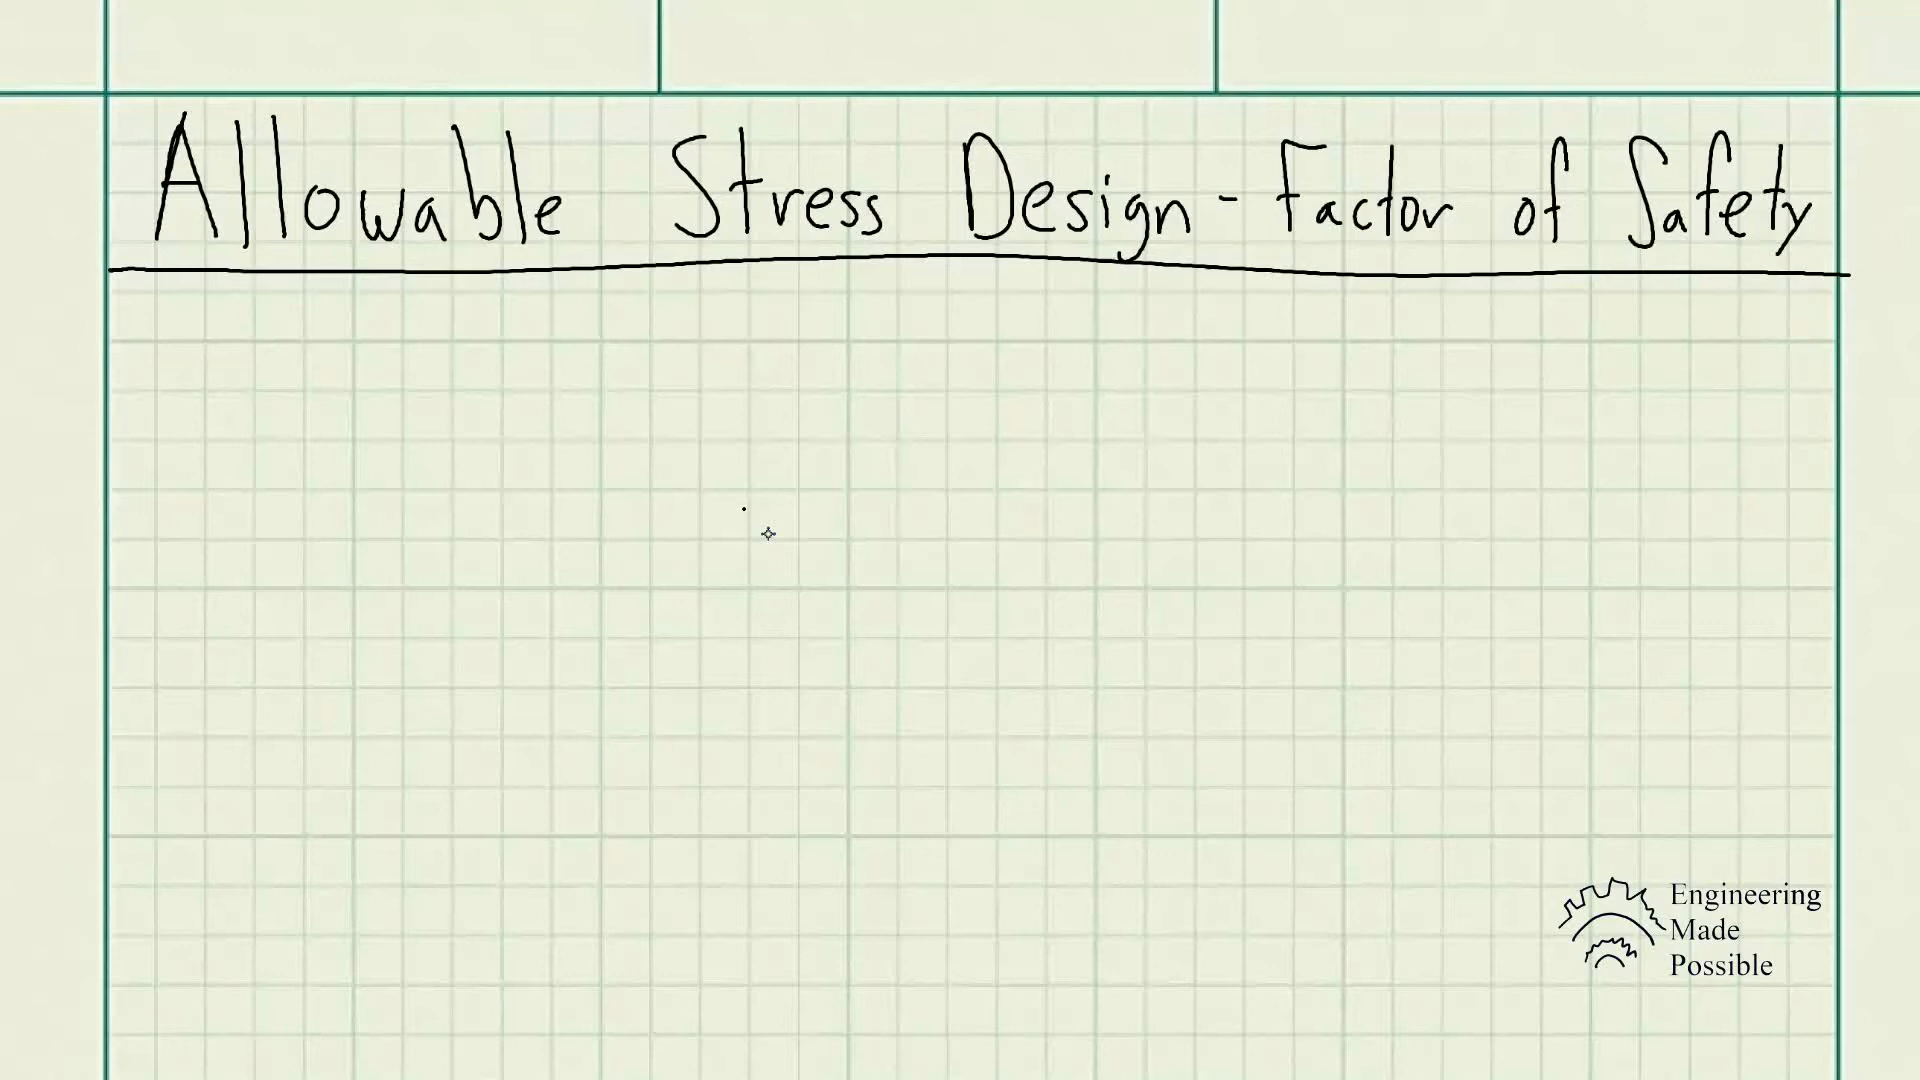 Allowable Stress Design - Factor of Safety
Engineering
Made
Possible